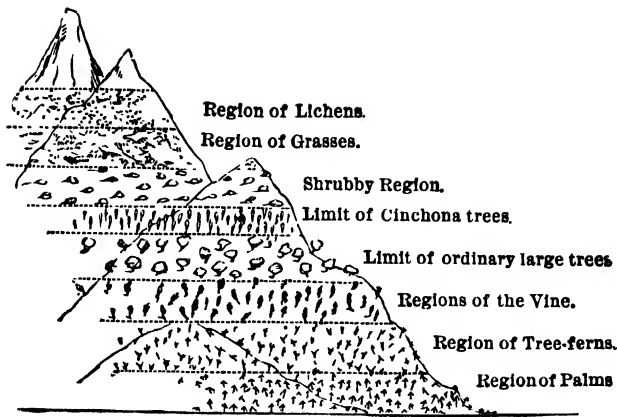 Region of Lichens.
Region of Grasses.
Shrubby Region.
Limit of Cinchona trees.
Limit of ordinary large trees
Regions of the Vine.
Region of Tree-ferns.
Region of Palms